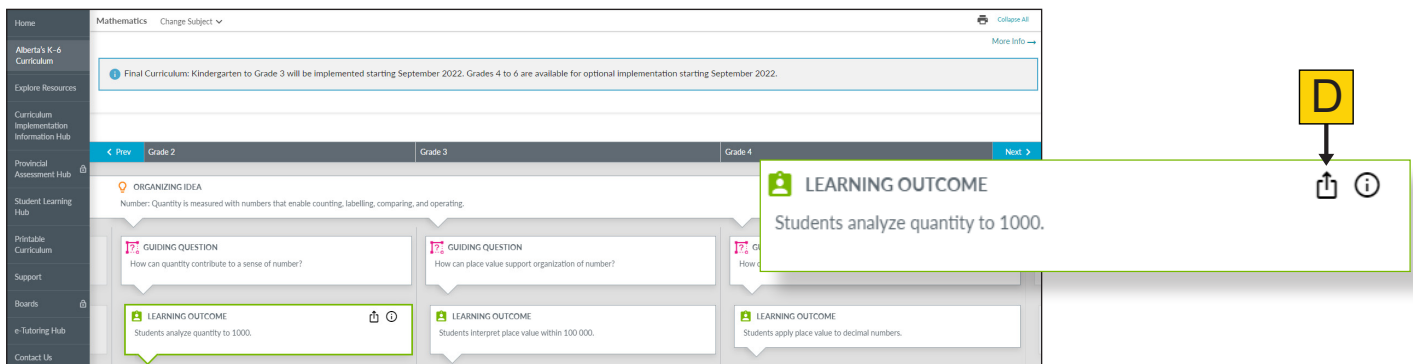 Home
Alberta's K–6
Curriculum
Explore Resources
Curriculum
Implementation
Information Hub
Provincial
Assessment Hub
Student Learning
Hub
Printable
Curriculum
Support
Boards
e-Tutoring Hub
Contact Us
Mathematics Change Subject
Collapse All
More Info
Final Curriculum: Kindergarten to Grade 3 will be implemented starting September 2022. Grades 4 to 6 are available for optional implementation starting September 2022.
Prev Grade 2 Grade 3 Grade 4 Next
ORGANIZING IDEA
Number: Quantity is measured with numbers that enable counting, labelling, comparing, and operating.
GUIDING QUESTION
How can quantity contribute to a sense of number?
GUIDING QUESTION
How can place value support organization of number?
LEARNING OUTCOME
Students analyze quantity to 1000.
LEARNING OUTCOME
Students interpret place value within 100 000.
LEARNING OUTCOME
Students apply place value to decimal numbers.
D
LEARNING OUTCOME
Students analyze quantity to 1000.